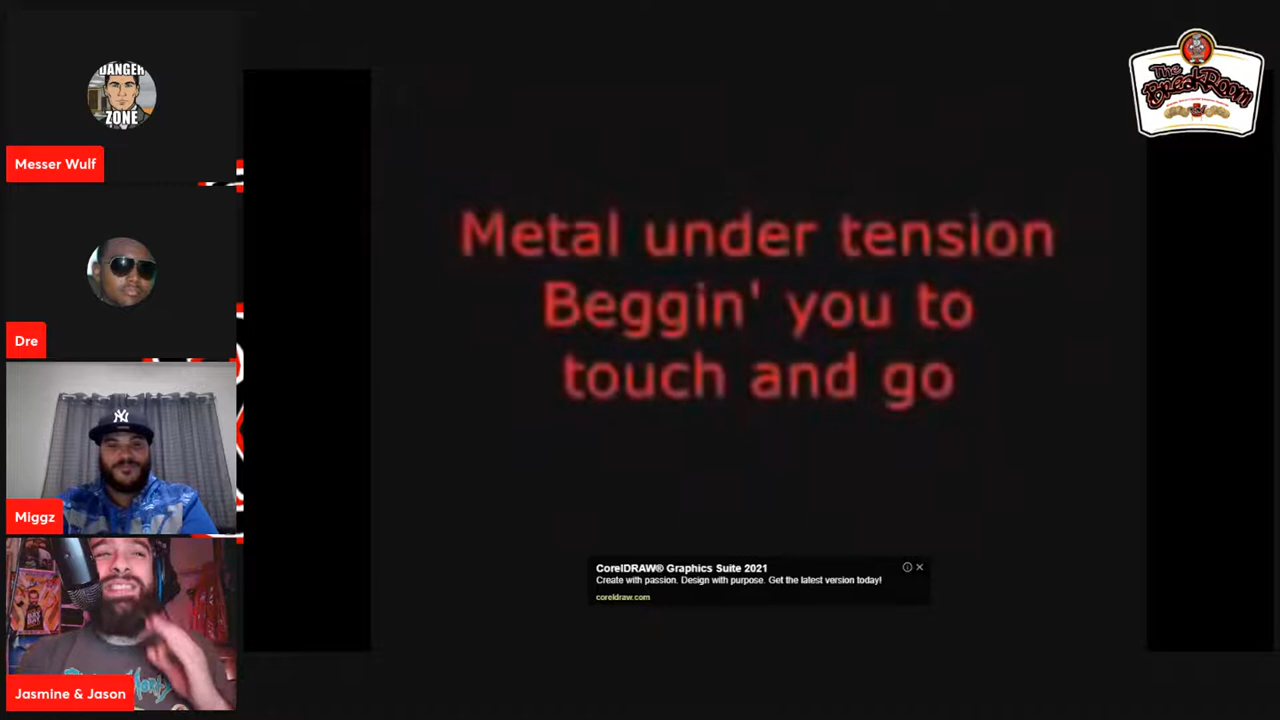 DANGER
ZONE
Messer Wulf
Dre
NY
Miggz
Jasmine & Jason
Metal under tension
Beggin' you to
touch and go
CorelDRAW® Graphics Suite 2021
Create with passion. Design with purpose. Get the latest version today!
coreldraw.com
The
BreakRoom